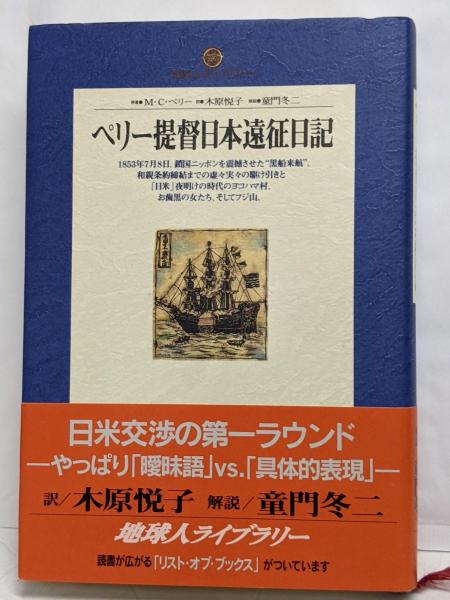 著者●M・C・ペリー 訳●木原悦子 解説●童門冬二
ペリー提督日本遠征日記
1853年7月8日、鎖国ニッポンを震撼させた“黒船来航”。
和親条約締結までの虚々実々の駆け引きと
「日米」夜明けの時代のヨコハマ村、
お歯黒の女たち、そしてフジ山。
日米交渉の第一ラウンド
—やっぱり「曖昧語」vs.「具体的表現」—
訳/木原悦子 解説/童門冬二
地球人ライブラリー
読書が広がる「リスト・オブ・ブックス」がついています